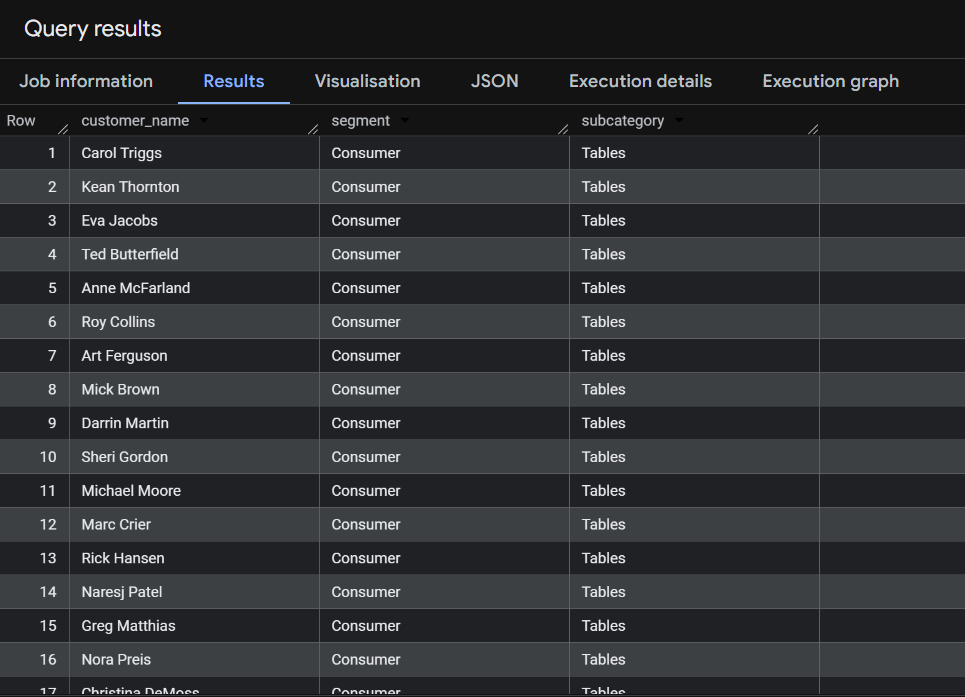 Query results
Job information Results Visualisation JSON Execution details Execution graph
Row customer_name segment subcategory
1 Carol Triggs Consumer Tables
2 Kean Thornton Consumer Tables
3 Eva Jacobs Consumer Tables
4 Ted Butterfield Consumer Tables
5 Anne McFarland Consumer Tables
6 Roy Collins Consumer Tables
7 Art Ferguson Consumer Tables
8 Mick Brown Consumer Tables
9 Darrin Martin Consumer Tables
10 Sheri Gordon Consumer Tables
11 Michael Moore Consumer Tables
12 Marc Crier Consumer Tables
13 Rick Hansen Consumer Tables
14 Naresj Patel Consumer Tables
15 Greg Matthias Consumer Tables
16 Nora Preis Consumer Tables
17 Christina DeMoss Consumer Tables